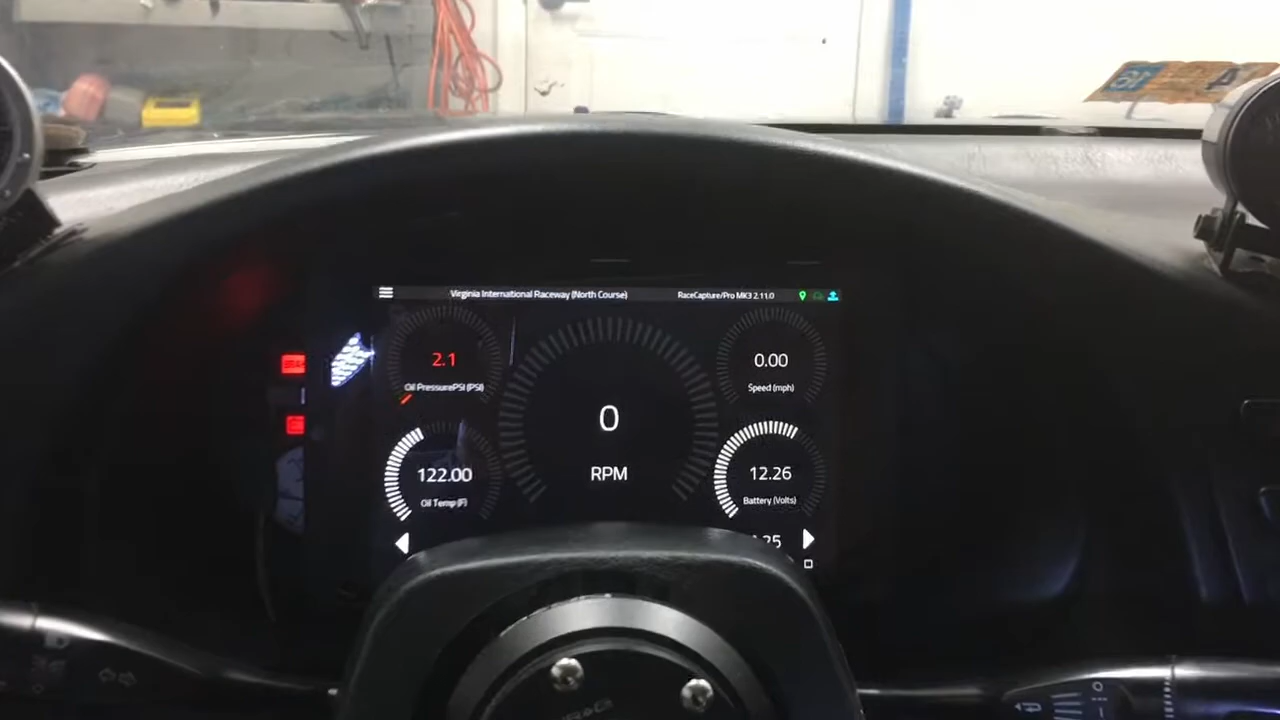 Virginia International Raceway (North Course) RaceCapture/Pro MK3 2.11.0
2.1
Oil PressurePSI (PSI)
0.00
Speed (mph)
0
RPM
122.00
Oil Temp (F)
12.26
Battery (Volts)
.25